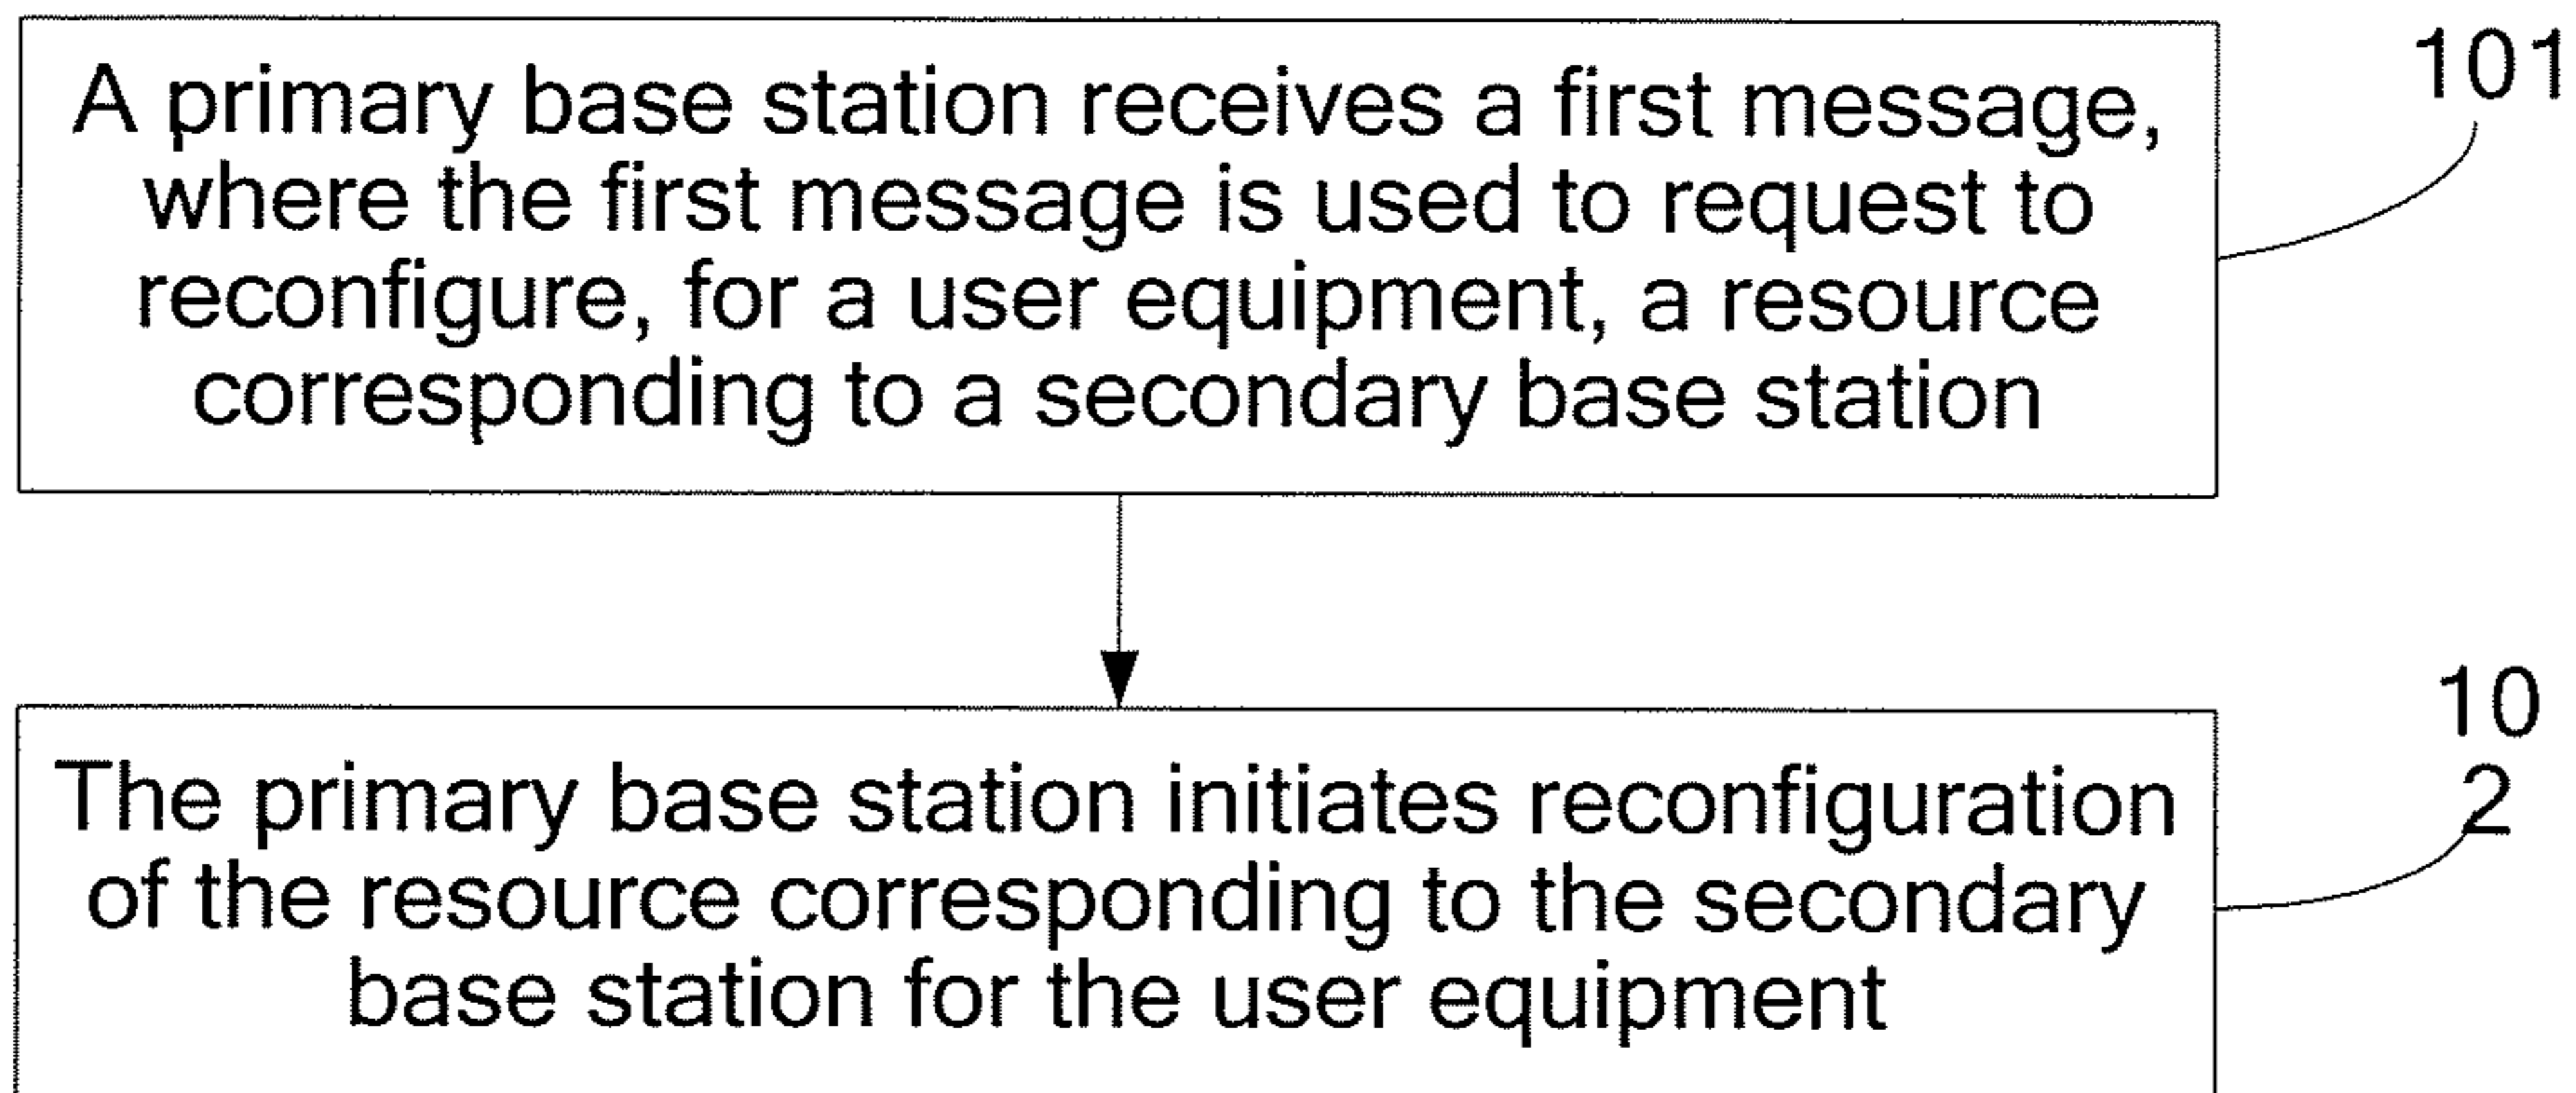 A primary base station receives a first message,
where the first message is used to request to
reconfigure, for a user equipment, a resource
corresponding to a secondary base station
101
The primary base station initiates reconfiguration
of the resource corresponding to the secondary
base station for the user equipment
10
2